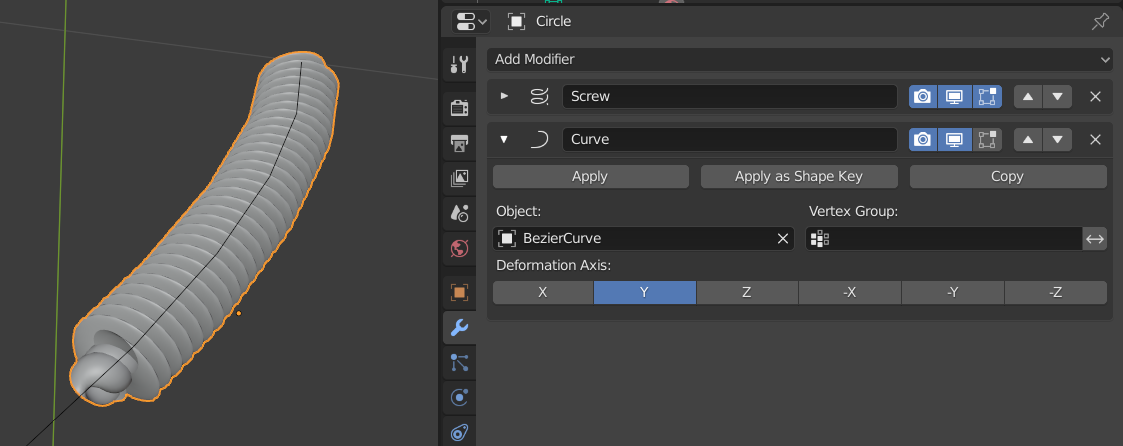 Circle
Add Modifier
Screw
Curve
Apply Apply as Shape Key Copy
Object: Vertex Group:
BezierCurve
Deformation Axis:
X Y Z -X -Y -Z